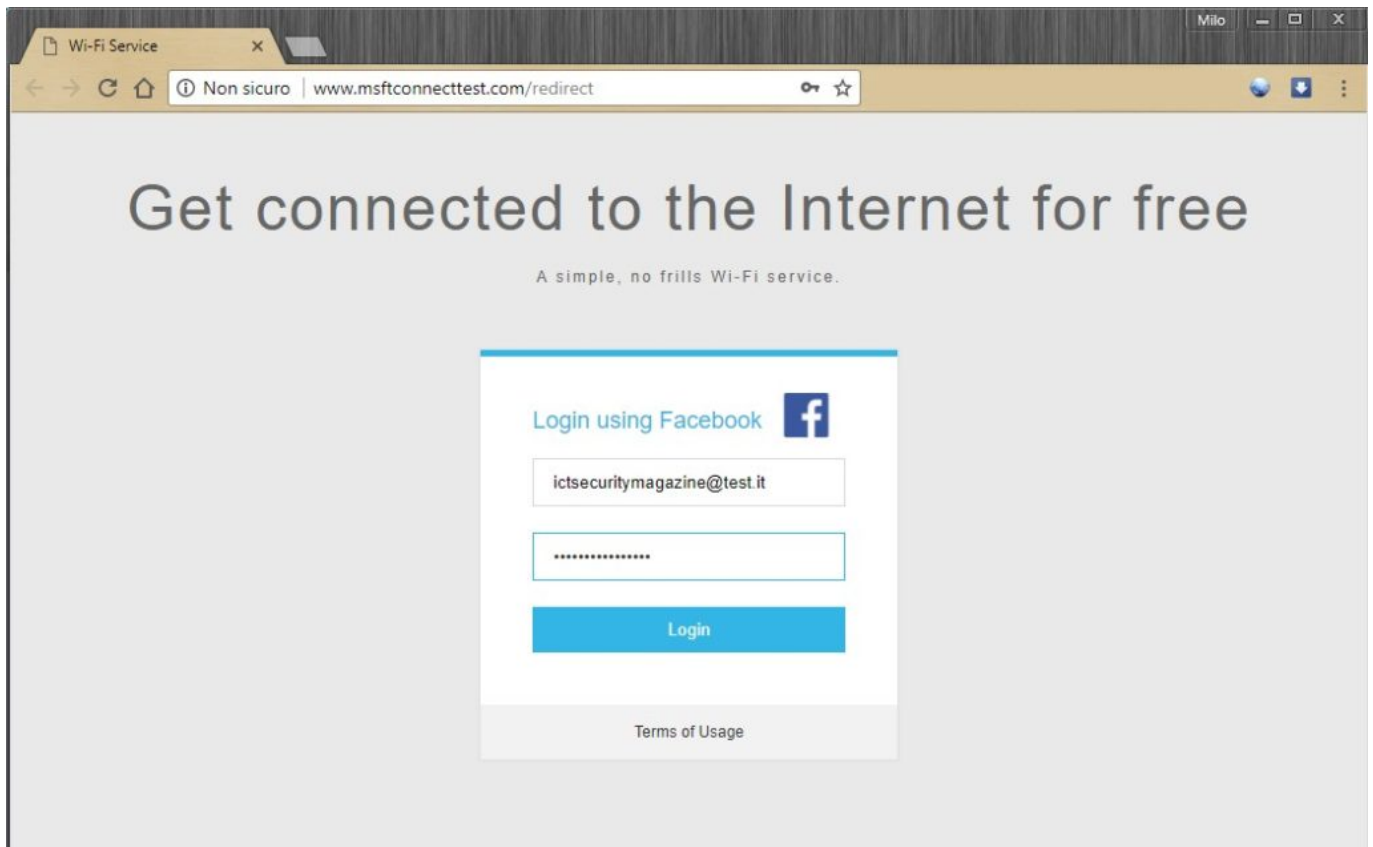 Milo
Wi-Fi Service
Non sicuro | www.msftconnecttest.com/redirect
Get connected to the Internet for free
A simple, no frills Wi-Fi service.
Login using Facebook
ictsecuritymagazine@test.it
••••••••••••••••
Login
Terms of Usage